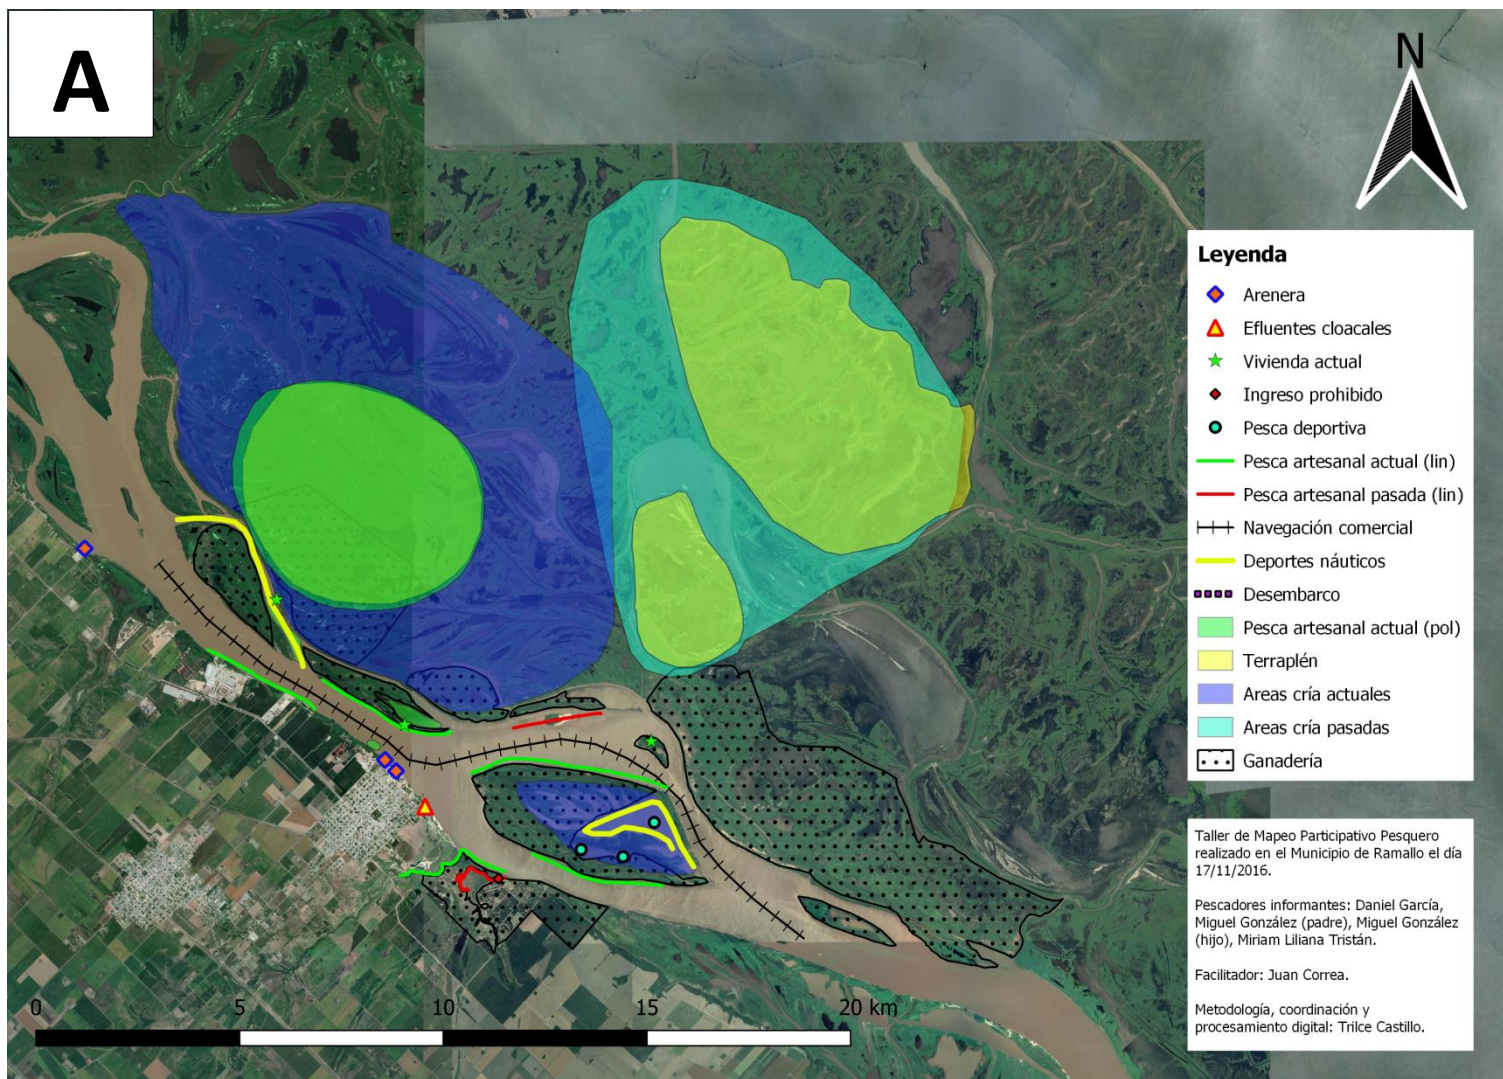 A
N
Leyenda
Arenera
Efluentes cloacales
Vivienda actual
Ingreso prohibido
Pesca deportiva
Pesca artesanal actual (lin)
Pesca artesanal pasada (lin)
Navegación comercial
Deportes náuticos
Desembarco
Pesca artesanal actual (pol)
Terraplén
Areas cría actuales
Areas cría pasadas
Ganadería
Taller de Mapeo Participativo Pesquero
realizado en el Municipio de Ramallo el día
17/11/2016.
Pescadores informantes: Daniel García,
Miguel González (padre), Miguel González
(hijo), Miriam Liliana Tristán.
Facilitador: Juan Correa.
Metodología, coordinación y
procesamiento digital: Trilce Castillo.
0 5 10 15 20 km